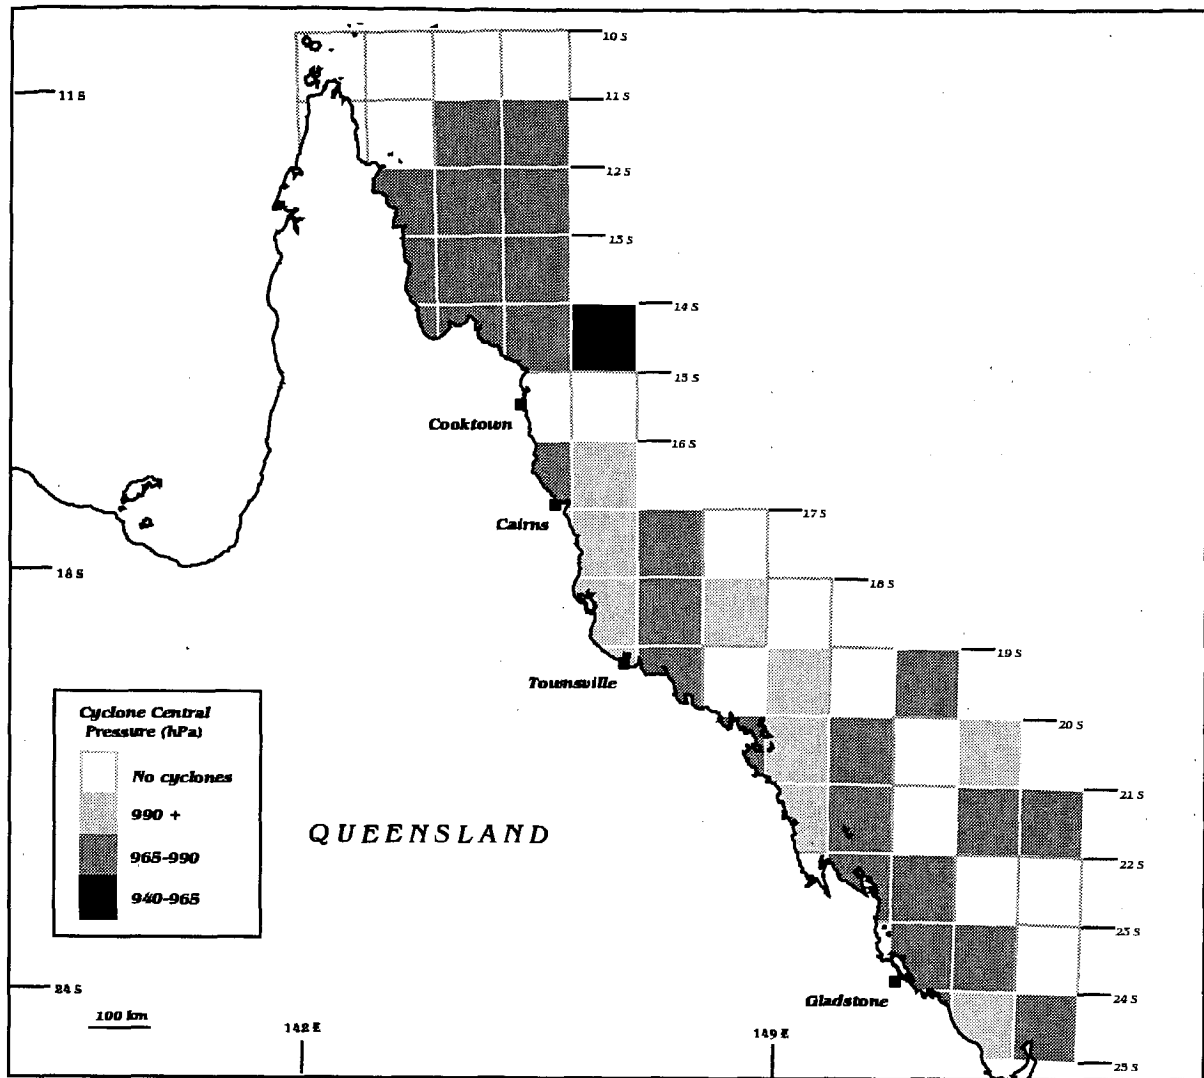 10 S
11 S
11 S
12 S
13 S
14 S
15 S
Cooktown
16 S
Cairns
17 S
18 S
18 S
19 S
Townsville
20 S
Cyclone Central
Pressure (hPa)
No cyclones
990 +
965-990
940-965
QUEENSLAND
21 S
22 S
23 S
24 S
24 S
Gladstone
100 km
142 E
149 E
25 S